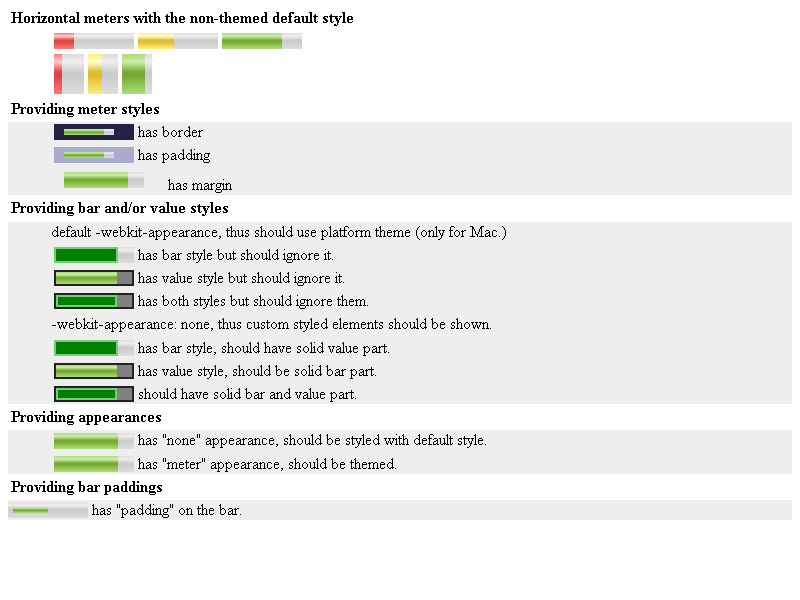 Horizontal meters with the non-themed default style
Providing meter styles
has border
has padding
has margin
Providing bar and/or value styles
default -webkit-appearance, thus should use platform theme (only for Mac.)
has bar style but should ignore it.
has value style but should ignore it.
has both styles but should ignore them.
-webkit-appearance: none, thus custom styled elements should be shown.
has bar style, should have solid value part.
has value style, should be solid bar part.
should have solid bar and value part.
Providing appearances
has "none" appearance, should be styled with default style.
has "meter" appearance, should be themed.
Providing bar paddings
has "padding" on the bar.